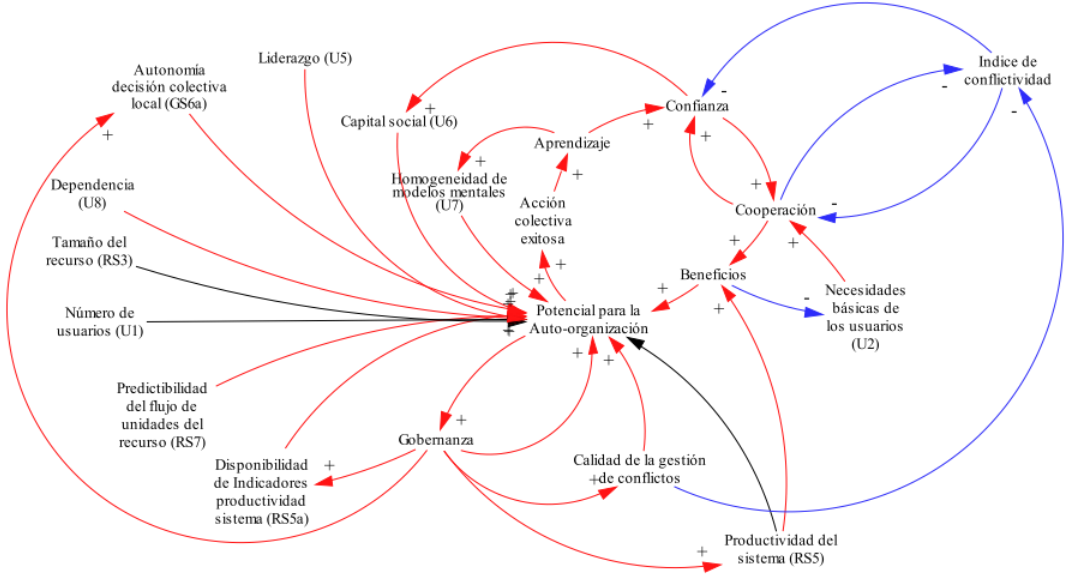 Liderazgo (U5)
Autonomía
decisión colectiva
local (GS6a)
Indice de
conflictividad
Confianza
Capital social (U6)
Aprendizaje
Homogeneidad de
modelos mentales
(U7)
Dependencia
(U8)
Acción
colectiva
exitosa
Cooperación
Tamaño del
recurso (RS3)
Beneficios
Necesidades
básicas de
los usuarios
(U2)
Número de
usuarios (U1)
Potencial para la
Auto-organización
Predictibilidad
del flujo de
unidades del
recurso (RS7)
Gobernanza
Disponibilidad
de Indicadores
productividad
sistema (RS5a)
Calidad de la gestión
de conflictos
Productividad del
sistema (RS5)